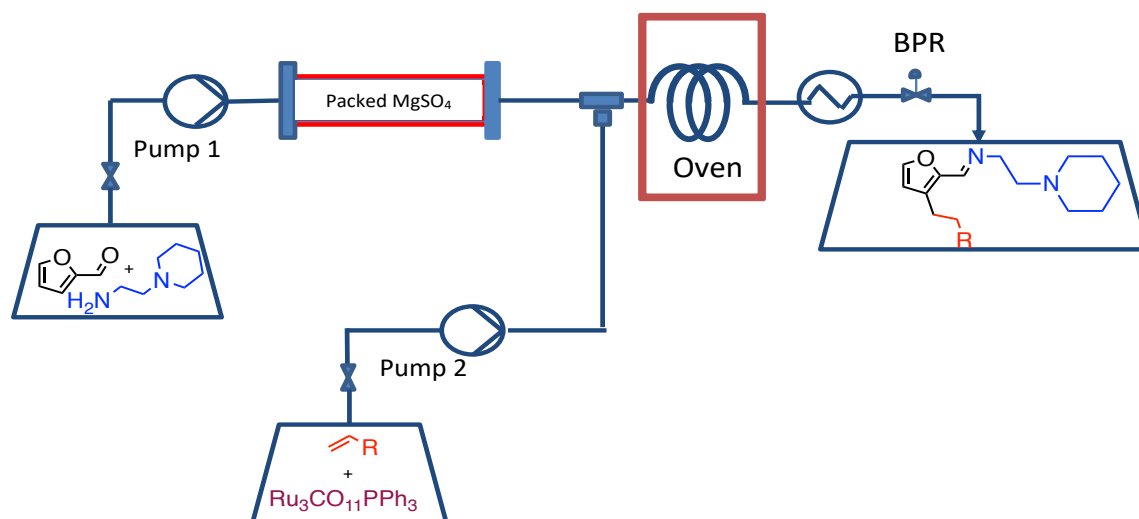 BPR
Packed MgSO₄
Pump 1
Oven
N
O
N
O
O
+
N
H₂N
R
Pump 2
R
+
Ru₃CO₁₁PPh₃